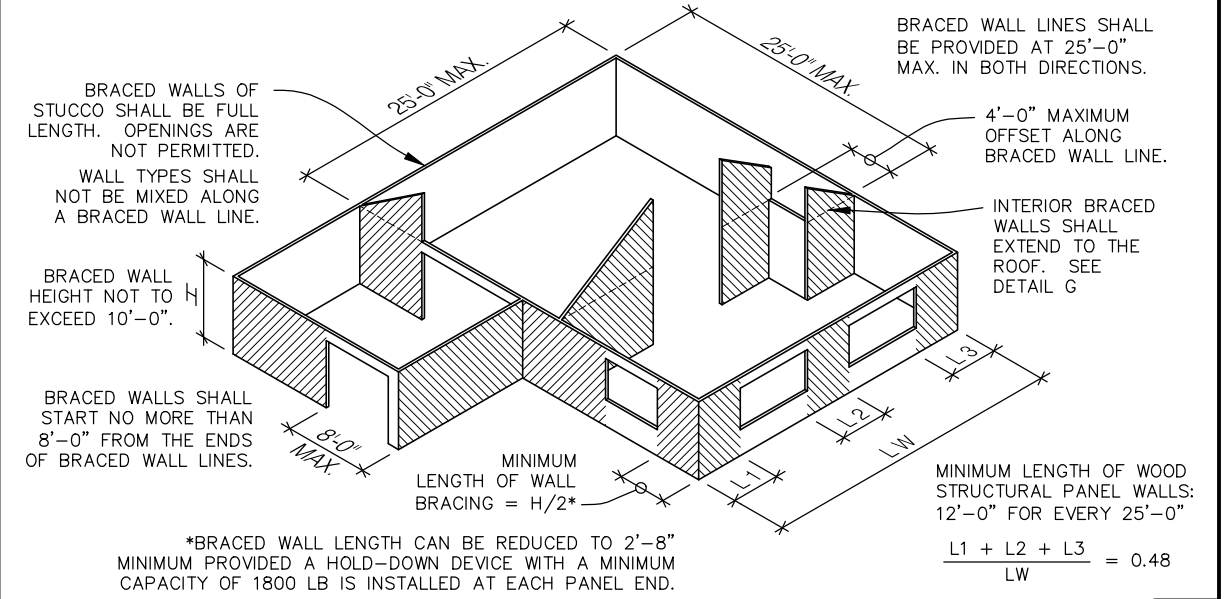 BRACED WALL LINES SHALL
BE PROVIDED AT 25'-0"
MAX. IN BOTH DIRECTIONS.
25'-0" MAX.
25'-0" MAX.
BRACED WALLS OF
STUCCO SHALL BE FULL
LENGTH. OPENINGS ARE
NOT PERMITTED.
WALL TYPES SHALL
NOT BE MIXED ALONG
A BRACED WALL LINE.
4'-0" MAXIMUM
OFFSET ALONG
BRACED WALL LINE.
INTERIOR BRACED
WALLS SHALL
EXTEND TO THE
ROOF. SEE
DETAIL G
BRACED WALL
HEIGHT NOT TO
EXCEED 10'-0".
H
BRACED WALLS SHALL
START NO MORE THAN
8'-0" FROM THE ENDS
OF BRACED WALL LINES.
8'-0"
MAX.
MINIMUM
LENGTH OF WALL
BRACING = H/2*
L1
L2
L3
LW
MINIMUM LENGTH OF WOOD
STRUCTURAL PANEL WALLS:
12'-0" FOR EVERY 25'-0"
L1 + L2 + L3
LW
= 0.48
*BRACED WALL LENGTH CAN BE REDUCED TO 2'-8"
MINIMUM PROVIDED A HOLD-DOWN DEVICE WITH A MINIMUM
CAPACITY OF 1800 LB IS INSTALLED AT EACH PANEL END.